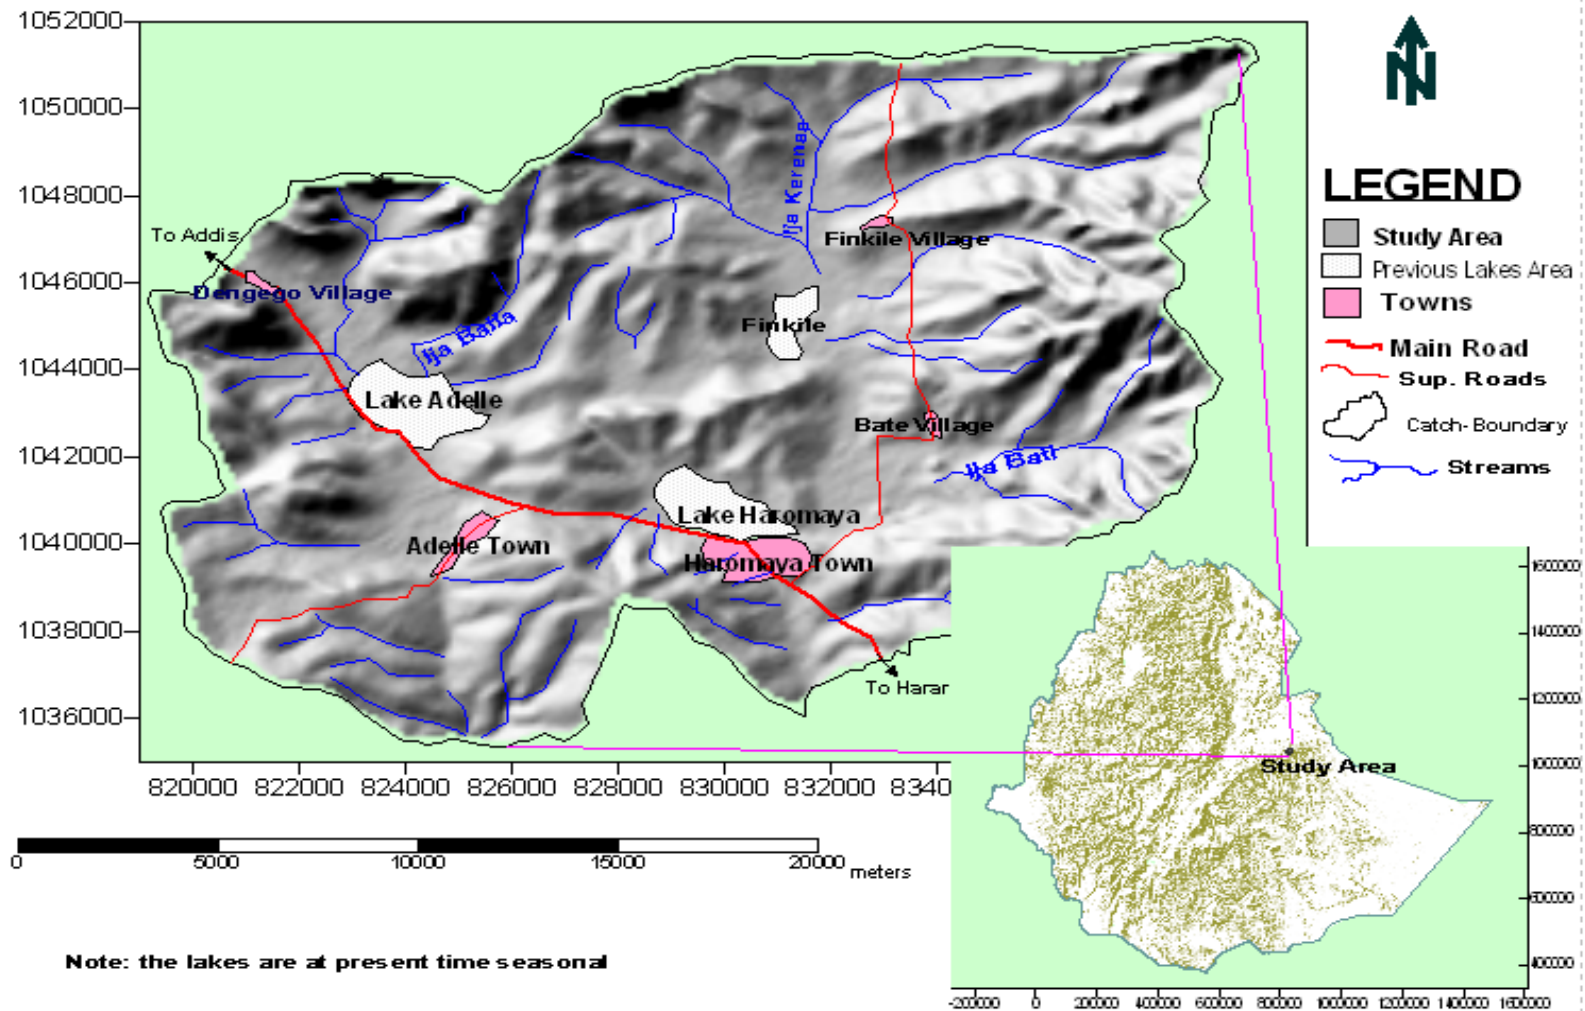 1052000
1050000
1048000
1046000
1044000
1042000
1040000
1038000
1036000
820000 822000 824000 826000 828000 830000 832000 8340
To Addis
Dengego Village
Ija Kerensa
Finkile Village
Ija Balla
Finkile
Lake Adelle
Bate Village
Ija Bati
Lake Haromaya
Adelle Town
Haromaya Town
To Harar
N
LEGEND
Study Area
Previous Lakes Area
Towns
Main Road
Sup. Roads
Catch-Boundary
Streams
0 5000 10000 15000 20000 meters
Note: the lakes are at present time seasonal
Study Area
1600000
1400000
1200000
1000000
800000
600000
400000
-200000 0 200000 400000 600000 800000 1000000 1200000 1400000 1600000